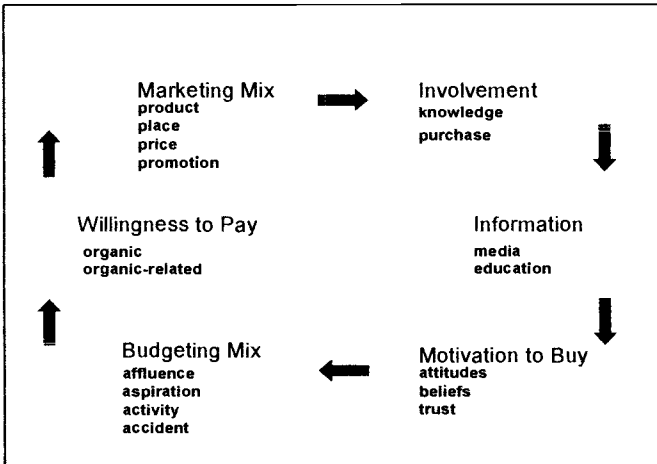 Marketing Mix
product
place
price
promotion
Involvement
knowledge
purchase
Willingness to Pay
organic
organic-related
Information
media
education
Budgeting Mix
affluence
aspiration
activity
accident
Motivation to Buy
attitudes
beliefs
trust